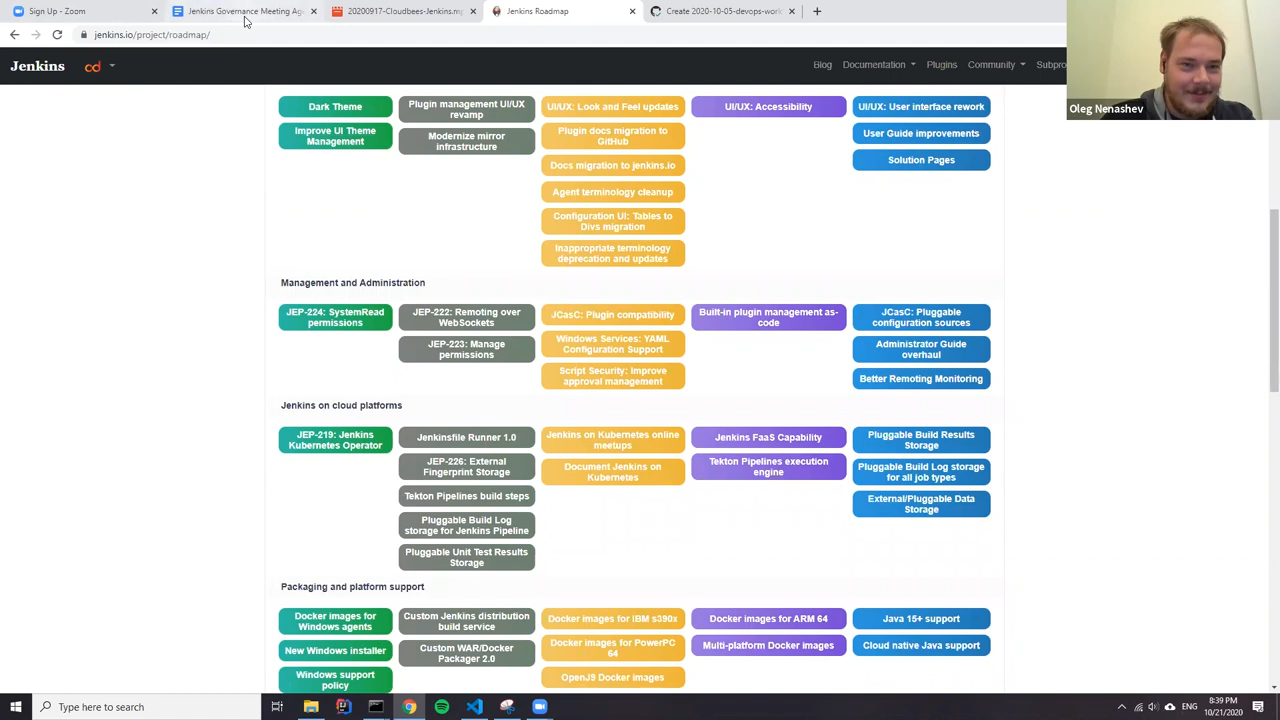 Sign Up - Zoom
Jenkins Governance Meeting Age
20200917-Cloudbees-Jenkins.mp
Jenkins Roadmap
Create 2020-10-05-devops-work
jenkins.io/project/roadmap/
Jenkins
cd
Blog
Documentation
Plugins
Community
Subpro
Oleg Nenashev
Dark Theme
Improve UI Theme
Management
Plugin management UI/UX
revamp
Modernize mirror
infrastructure
UI/UX: Look and Feel updates
Plugin docs migration to
GitHub
Docs migration to jenkins.io
Agent terminology cleanup
Configuration UI: Tables to
Divs migration
Inappropriate terminology
deprecation and updates
UI/UX: Accessibility
UI/UX: User interface rework
User Guide improvements
Solution Pages
Management and Administration
JEP-224: SystemRead
permissions
JEP-222: Remoting over
WebSockets
JEP-223: Manage
permissions
JCasC: Plugin compatibility
Windows Services: YAML
Configuration Support
Script Security: Improve
approval management
Built-in plugin management as-
code
JCasC: Pluggable
configuration sources
Administrator Guide
overhaul
Better Remoting Monitoring
Jenkins on cloud platforms
JEP-219: Jenkins
Kubernetes Operator
Jenkinsfile Runner 1.0
JEP-226: External
Fingerprint Storage
Tekton Pipelines build steps
Pluggable Build Log
storage for Jenkins Pipeline
Pluggable Unit Test Results
Storage
Jenkins on Kubernetes online
meetups
Document Jenkins on
Kubernetes
Jenkins FaaS Capability
Tekton Pipelines execution
engine
Pluggable Build Results
Storage
Pluggable Build Log storage
for all job types
External/Pluggable Data
Storage
Packaging and platform support
Docker images for
Windows agents
New Windows installer
Windows support
policy
Custom Jenkins distribution
build service
Custom WAR/Docker
Packager 2.0
Docker images for IBM s390x
Docker images for PowerPC
64
OpenJ9 Docker images
Docker images for ARM 64
Multi-platform Docker images
Java 15+ support
Cloud native Java support
Type here to search
ENG
8:39 PM
10/21/2020